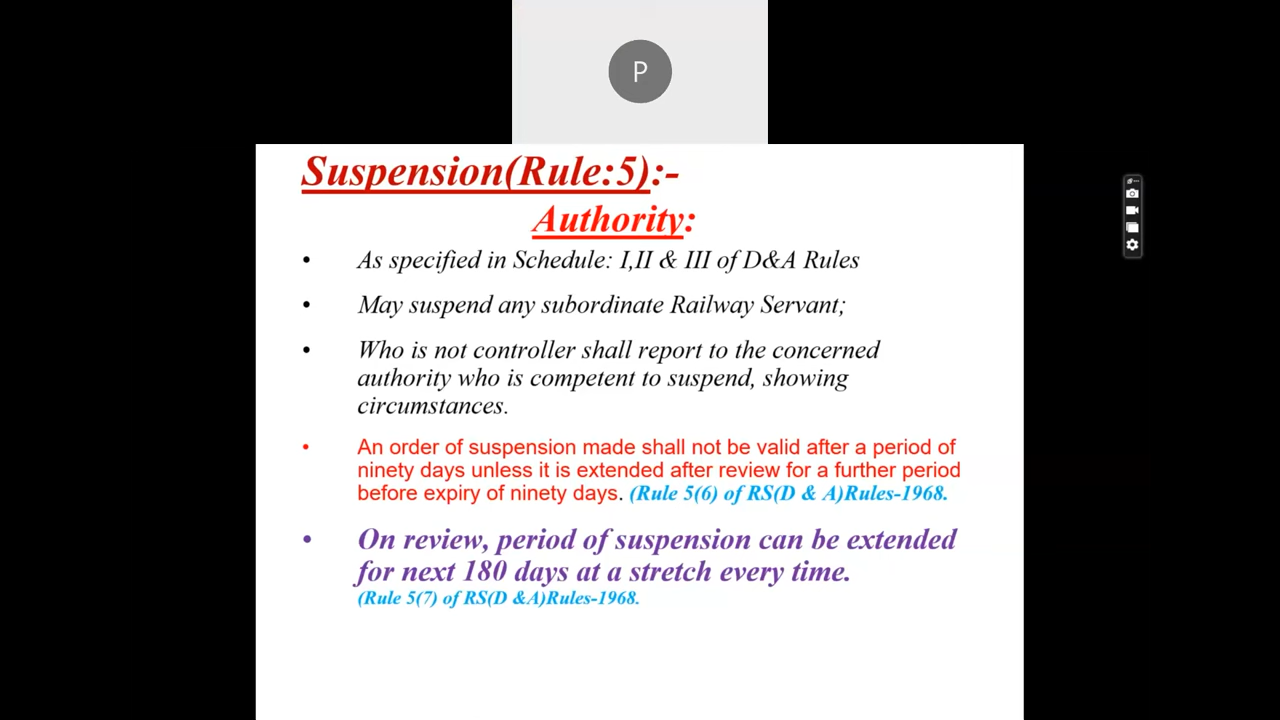 P
Suspension(Rule:5):-
Authority:
• As specified in Schedule: I,II & III of D&A Rules
• May suspend any subordinate Railway Servant;
• Who is not controller shall report to the concerned
authority who is competent to suspend, showing
circumstances.
• An order of suspension made shall not be valid after a period of
ninety days unless it is extended after review for a further period
before expiry of ninety days. (Rule 5(6) of RS(D & A)Rules-1968.
• On review, period of suspension can be extended
for next 180 days at a stretch every time.
(Rule 5(7) of RS(D &A)Rules-1968.